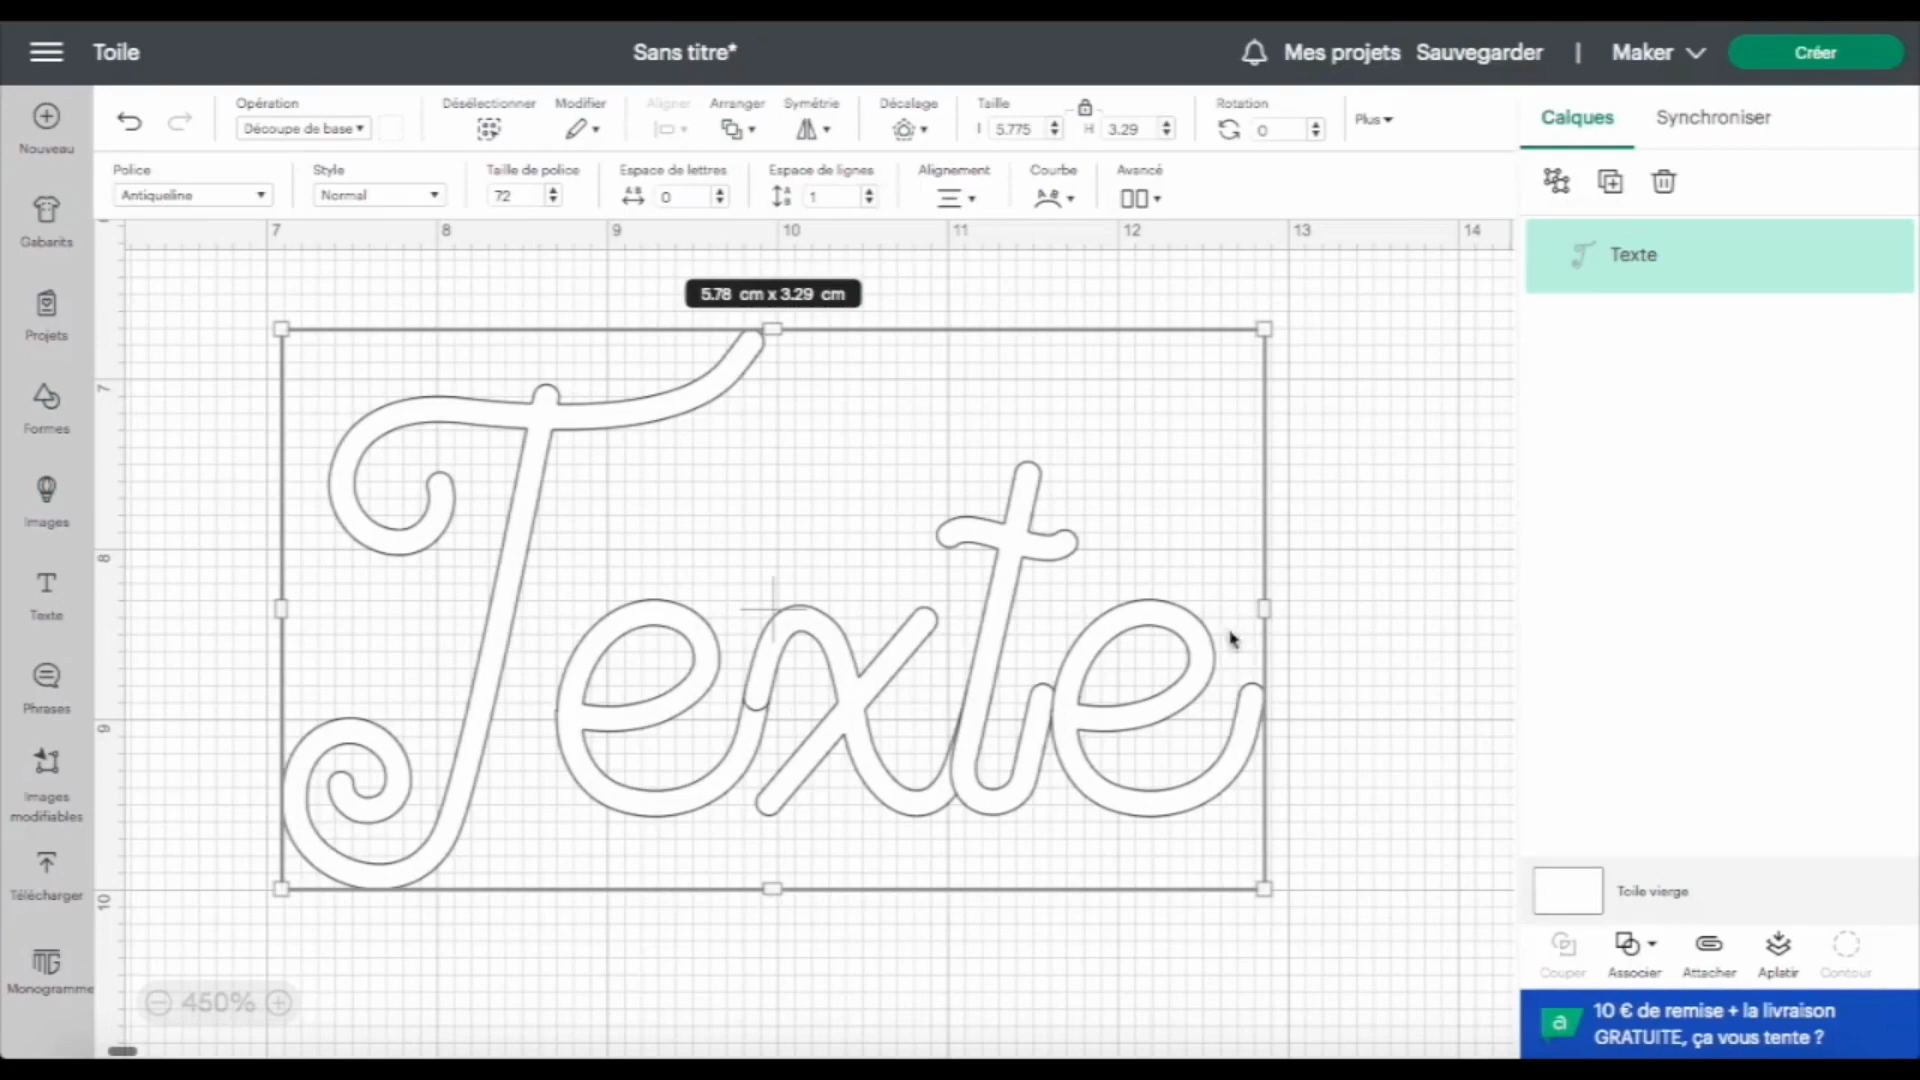 Toile
Sans titre*
Mes projets
Sauvegarder
|
Maker
Créer
Opération
Découpe de base
Désélectionner
Modifier
Aligner
Arranger
Symétrie
Décalage
Taille
l 5.775
H 3.29
Rotation
0
Plus
Police
Antiqueline
Style
Normal
Taille de police
72
Espace de lettres
0
Espace de lignes
1
Alignement
Courbe
Avancé
Nouveau
Gabarits
Projets
Formes
Images
Texte
Phrases
Images
modifiables
Télécharger
Monogramme
7 8 9 10 11 12 13 14
7
8
9
10
5.78 cm x 3.29 cm
Texte
450%
Calques
Synchroniser
Texte
Toile vierge
Couper
Associer
Attacher
Aplatir
Contour
a
10 € de remise + la livraison
GRATUITE, ça vous tente ?